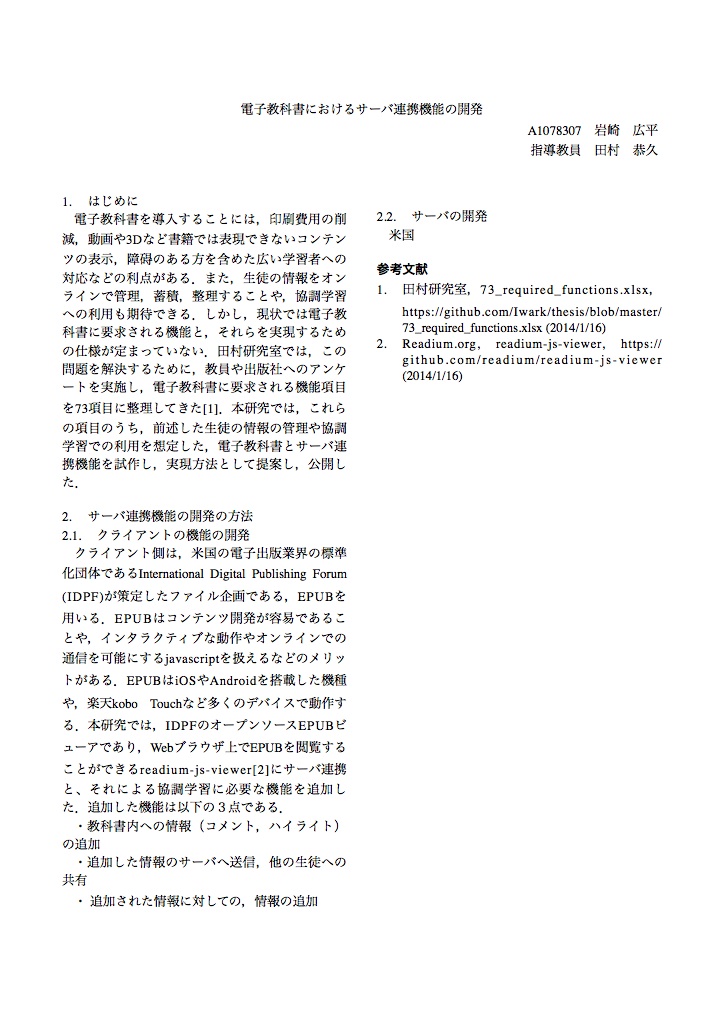 電子教科書におけるサーバ連携機能の開発
A1078307　岩崎　広平
指導教員　田村　恭久
1.　はじめに
　電子教科書を導入することには，印刷費用の削
減，動画や3Dなど書籍では表現できないコンテン
ツの表示，障碍のある方を含めた広い学習者への
対応などの利点がある．また，生徒の情報をオン
ラインで管理，蓄積，整理することや，協調学習
への利用も期待できる．しかし，現状では電子教
科書に要求される機能と，それらを実現するため
の仕様が定まっていない．田村研究室では，この
問題を解決するために，教員や出版社へのアンケ
ートを実施し，電子教科書に要求される機能項目
を73項目に整理してきた[1]．本研究では，これら
の項目のうち，前述した生徒の情報の管理や協調
学習での利用を想定した，電子教科書とサーバ連
携機能を試作し，実現方法として提案し，公開し
た．
2.　サーバ連携機能の開発の方法
2.1.　クライアントの機能の開発
　クライアント側は，米国の電子出版業界の標準
化団体であるInternational Digital Publishing Forum
(IDPF)が策定したファイル企画である，EPUBを
用いる．EPUBはコンテンツ開発が容易であるこ
とや，インタラクティブな動作やオンラインでの
通信を可能にするjavascriptを扱えるなどのメリッ
トがある．EPUBはiOSやAndroidを搭載した機種
や，楽天kobo　Touchなど多くのデバイスで動作す
る．本研究では，IDPFのオープンソースEPUBビ
ューアであり，Webブラウザ上でEPUBを閲覧する
ことができるreadium-js-viewer[2]にサーバ連携
と、それによる協調学習に必要な機能を追加し
た．追加した機能は以下の３点である．
　・教科書内への情報（コメント，ハイライト）
の追加
　・追加した情報のサーバへ送信，他の生徒への
共有
　・ 追加された情報に対しての，情報の追加
2.2.　サーバの開発
　米国
参考文献
1.　田村研究室，73_required_functions.xlsx，
https://github.com/Iwark/thesis/blob/master/
73_required_functions.xlsx (2014/1/16)
2.　Readium.org，readium-js-viewer，https://
github.com/readium/readium-js-viewer
(2014/1/16)